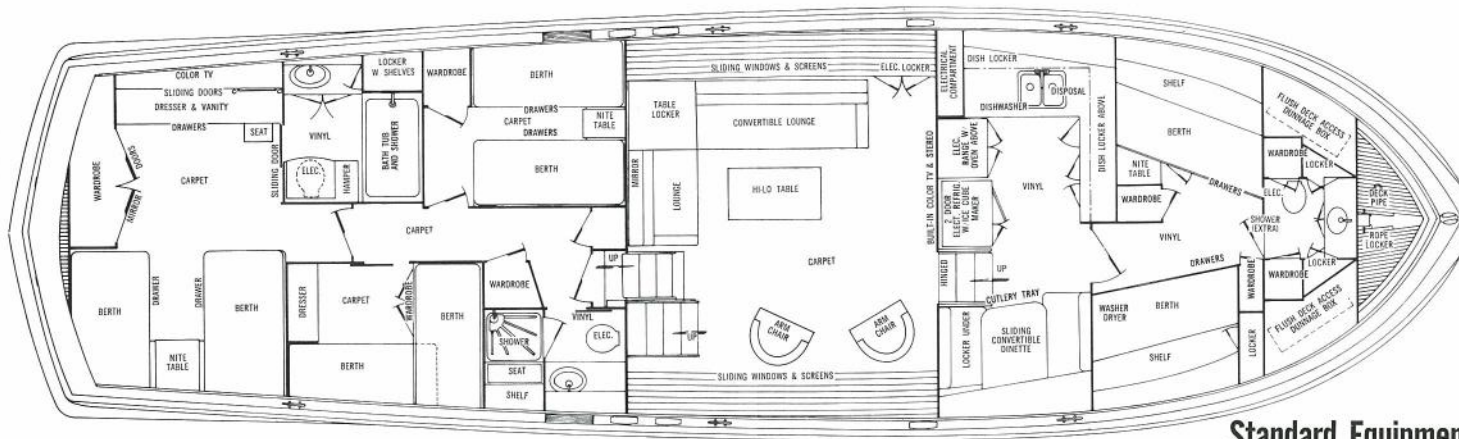 COLOR TV
SLIDING DOORS
DRESSER & VANITY
DRAWERS
SEAT
WARDROBE
DOORS
MIRROR
CARPET
SLIDING DOOR
BERTH
DRAWER
DRAWER
BERTH
NITE
TABLE
VINYL
ELEC.
HAMPER
LOCKER
W SHELVES
BATH TUB
AND SHOWER
WARDROBE
BERTH
DRAWERS
CARPET
DRAWERS
NITE
TABLE
BERTH
CARPET
DRESSER
CARPET
WARDROBE
BERTH
BERTH
WARDROBE
UP
VINYL
SHOWER
ELEC.
SEAT
SHELF
UP
SLIDING WINDOWS & SCREENS
ELEC. LOCKER
TABLE
LOCKER
CONVERTIBLE LOUNGE
MIRROR
LOUNGE
HI-LO TABLE
CARPET
ARM
CHAIR
ARM
CHAIR
SLIDING WINDOWS & SCREENS
BUILT-IN COLOR TV & STEREO
ELECTRICAL
COMPARTMENT
DISH LOCKER
DISPOSAL
DISHWASHER
ELEC.
RANGE W/
OVEN ABOVE
2 DOOR
ELECT. REFRIG.
W/ICE CUBE
MAKER
VINYL
DISH LOCKER ABOVE
HINGED
UP
CUTLERY TRAY
LOCKER UNDER
SLIDING
CONVERTIBLE
DINETTE
SHELF
BERTH
NITE
TABLE
DRAWERS
WARDROBE
VINYL
DRAWERS
WASHER
DRYER
BERTH
SHELF
WARDROBE
LOCKER
FLUSH DECK ACCESS
DUNNAGE BOX
WARDROBE
LOCKER
ELEC.
SHOWER
(EXTRA)
DECK
PIPE
ROPE
LOCKER
LOCKER
WARDROBE
FLUSH DECK ACCESS
DUNNAGE BOX
Standard Equipmen